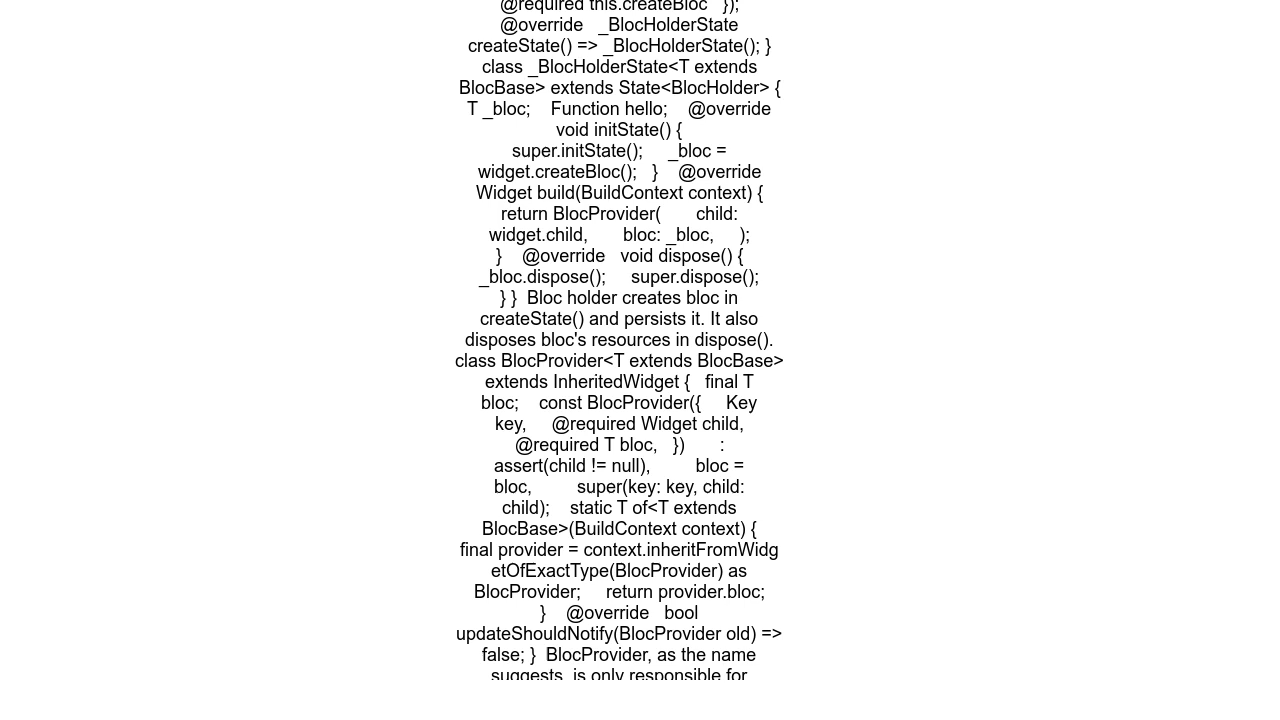 @required this.createBloc   });
@override   _BlocHolderState
createState() => _BlocHolderState(); }
class _BlocHolderState<T extends
BlocBase> extends State<BlocHolder> {
T _bloc;    Function hello;    @override
void initState() {
super.initState();     _bloc =
widget.createBloc();   }    @override
Widget build(BuildContext context) {
return BlocProvider(       child:
widget.child,       bloc: _bloc,     );
}    @override   void dispose() {
_bloc.dispose();     super.dispose();
} }  Bloc holder creates bloc in
createState() and persists it. It also
disposes bloc's resources in dispose().
class BlocProvider<T extends BlocBase>
extends InheritedWidget {   final T
bloc;    const BlocProvider({     Key
key,     @required Widget child,
@required T bloc,   })       :
assert(child != null),         bloc =
bloc,         super(key: key, child:
child);    static T of<T extends
BlocBase>(BuildContext context) {
final provider = context.inheritFromWidg
etOfExactType(BlocProvider) as
BlocProvider;     return provider.bloc;
}    @override   bool
updateShouldNotify(BlocProvider old) =>
false; }  BlocProvider, as the name
suggests, is only responsible for